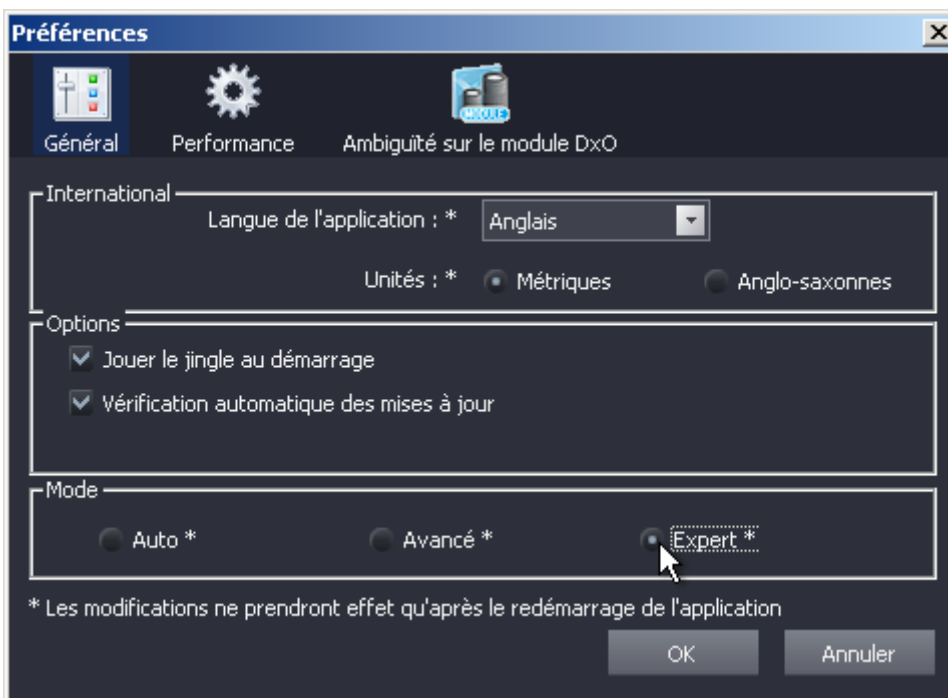 Préférences
MODULE
Général Performance Ambiguïté sur le module DxO
International
Langue de l'application : * Anglais
Unités : * Métriques Anglo-saxonnes
Options
Jouer le jingle au démarrage
Vérification automatique des mises à jour
Mode
Auto * Avancé * Expert *
* Les modifications ne prendront effet qu'après le redémarrage de l'application
OK Annuler